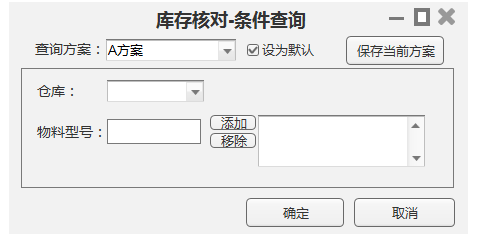 库存核对-条件查询
查询方案： A方案 设为默认 保存当前方案
仓库：
物料型号： 添加
移除
确定 取消